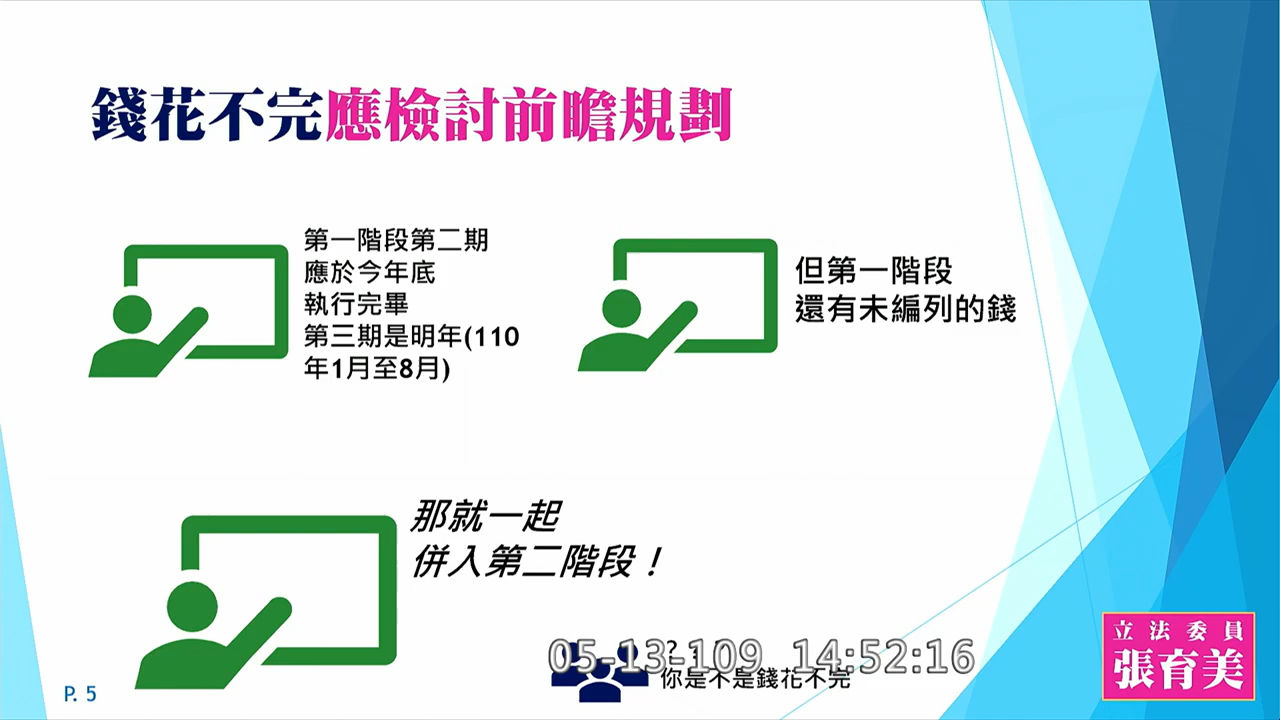 錢花不完應檢討前瞻規劃
第一階段第二期
應於今年底
執行完畢
第三期是明年(110
年1月至8月)
但第一階段
還有未編列的錢
那就一起
併入第二階段！
05-13-109 14:52:16
你是不是錢花不完
P. 5
立法委員
張育美